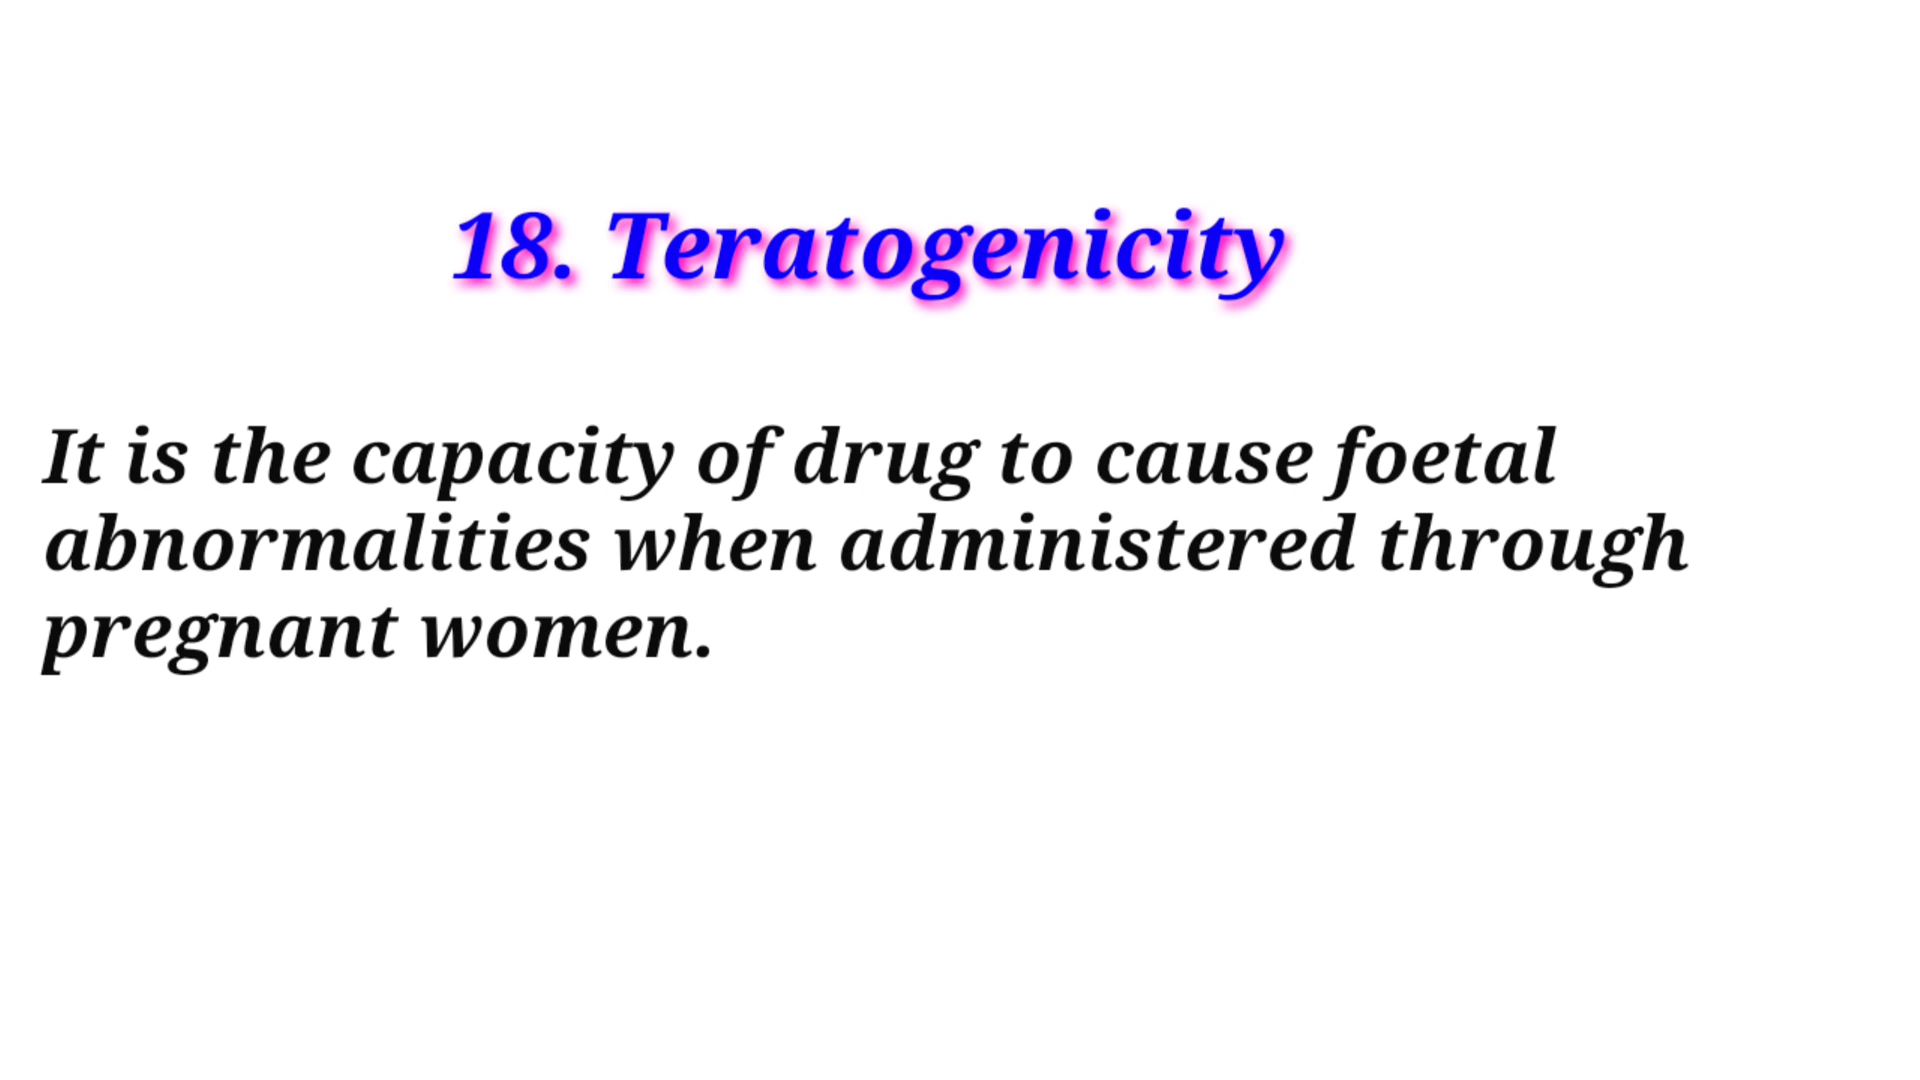 18. Teratogenicity
It is the capacity of drug to cause foetal
abnormalities when administered through
pregnant women.